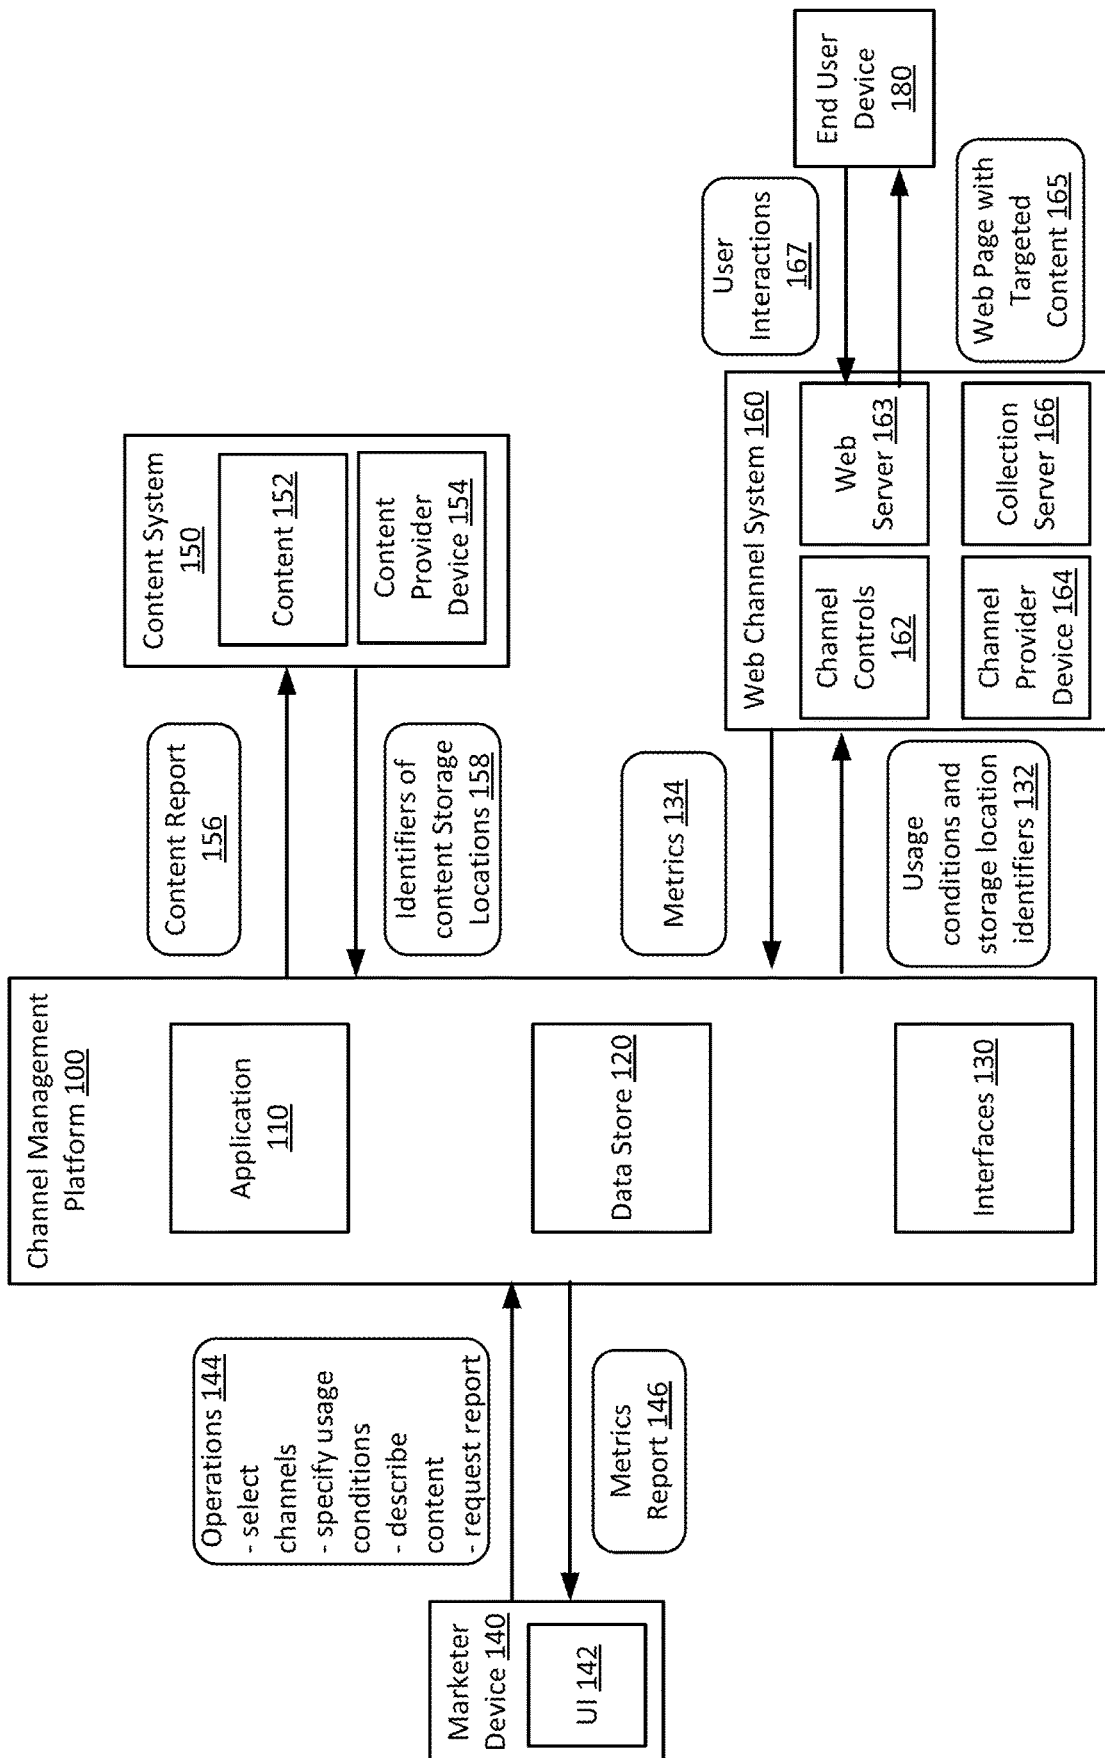 Marketer
Device 140
UI 142
Operations 144
- select
channels
- specify usage
conditions
- describe
content
- request report
Metrics
Report 146
Channel Management
Platform 100
Application
110
Data Store 120
Interfaces 130
Content Report
156
Identifiers of
content Storage
Locations 158
Metrics 134
Usage
conditions and
storage location
identifiers 132
Content System
150
Content 152
Content
Provider
Device 154
Web Channel System 160
Channel
Controls
162
Web
Server 163
Channel
Provider
Device 164
Collection
Server 166
User
Interactions
167
Web Page with
Targeted
Content 165
End User
Device
180